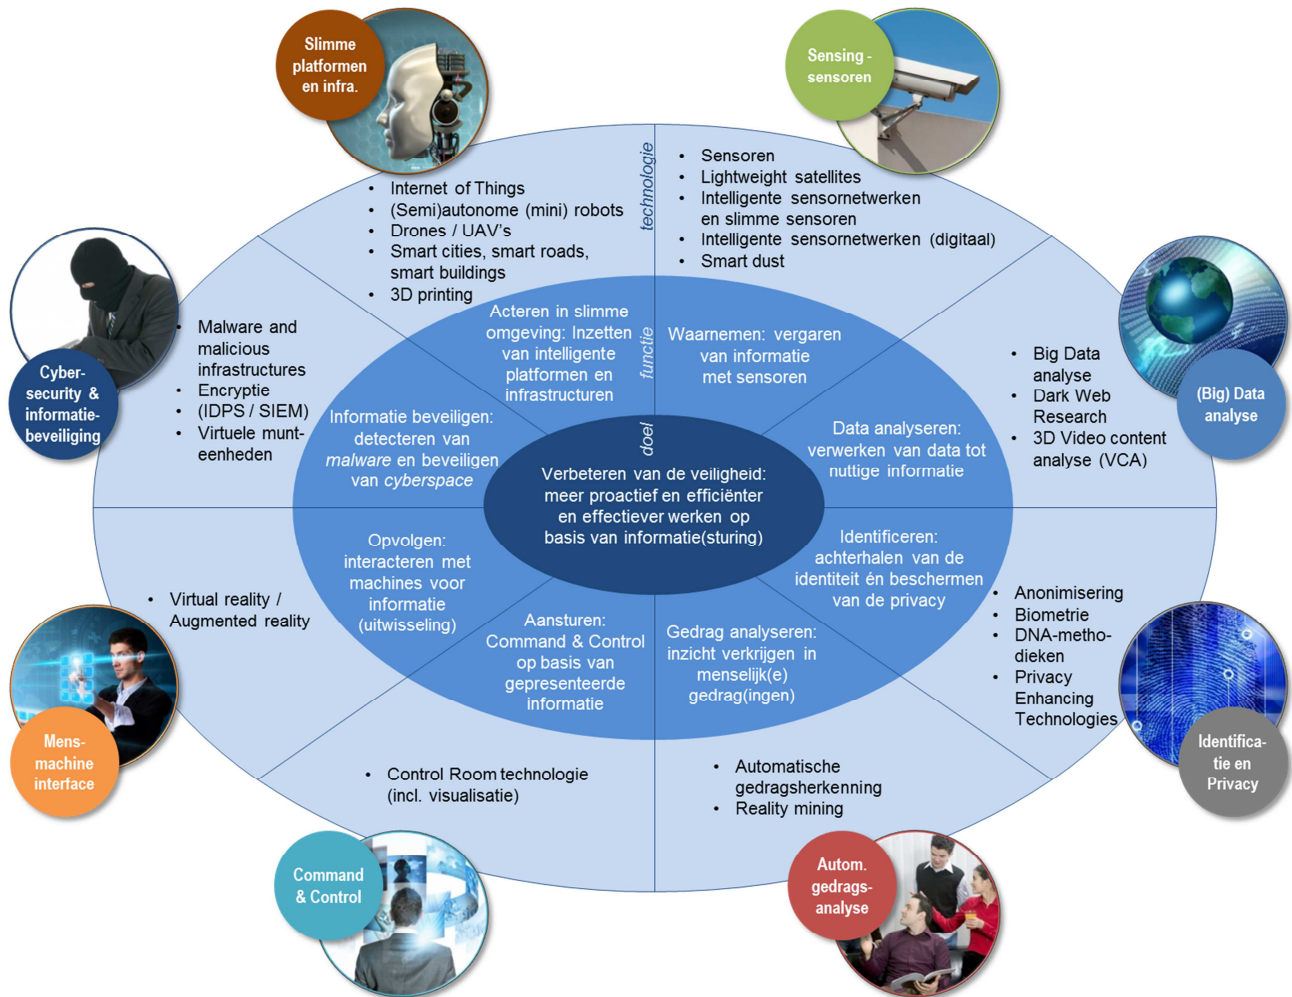 Slimme
platformen
en infra.
Sensing -
sensoren
technologie
• Internet of Things
• (Semi)autonome (mini) robots
• Drones / UAV's
• Smart cities, smart roads,
smart buildings
• 3D printing
• Sensoren
• Lightweight satellites
• Intelligente sensornetwerken
en slimme sensoren
• Intelligente sensornetwerken (digitaal)
• Smart dust
Cyber-
security &
informatie-
beveiliging
• Malware and
malicious
infrastructures
• Encryptie
• (IDPS / SIEM)
• Virtuele munt-
eenheden
functie
Acteren in slimme
omgeving: Inzetten
van intelligente
platformen en
infrastructuren
Waarnemen: vergaren
van informatie
met sensoren
• Big Data
analyse
• Dark Web
Research
• 3D Video content
analyse (VCA)
(Big) Data
analyse
Informatie beveiligen:
detecteren van
malware en beveiligen
van cyberspace
Data analyseren:
verwerken van data tot
nuttige informatie
doel
Verbeteren van de veiligheid:
meer proactief en efficiënter
en effectiever werken op
basis van informatie(sturing)
Opvolgen:
interacteren met
machines voor
informatie
(uitwisseling)
Identificeren:
achterhalen van de
identiteit én beschermen
van de privacy
• Virtual reality /
Augmented reality
Aansturen:
Command & Control
op basis van
gepresenteerde
informatie
Gedrag analyseren:
inzicht verkrijgen in
menselijk(e)
gedrag(ingen)
• Anonimisering
• Biometrie
• DNA-metho-
dieken
• Privacy
Enhancing
Technologies
Mens-
machine
interface
Identifica-
tie en
Privacy
• Control Room technologie
(incl. visualisatie)
• Automatische
gedragsherkenning
• Reality mining
Command
& Control
Autom.
gedrags-
analyse